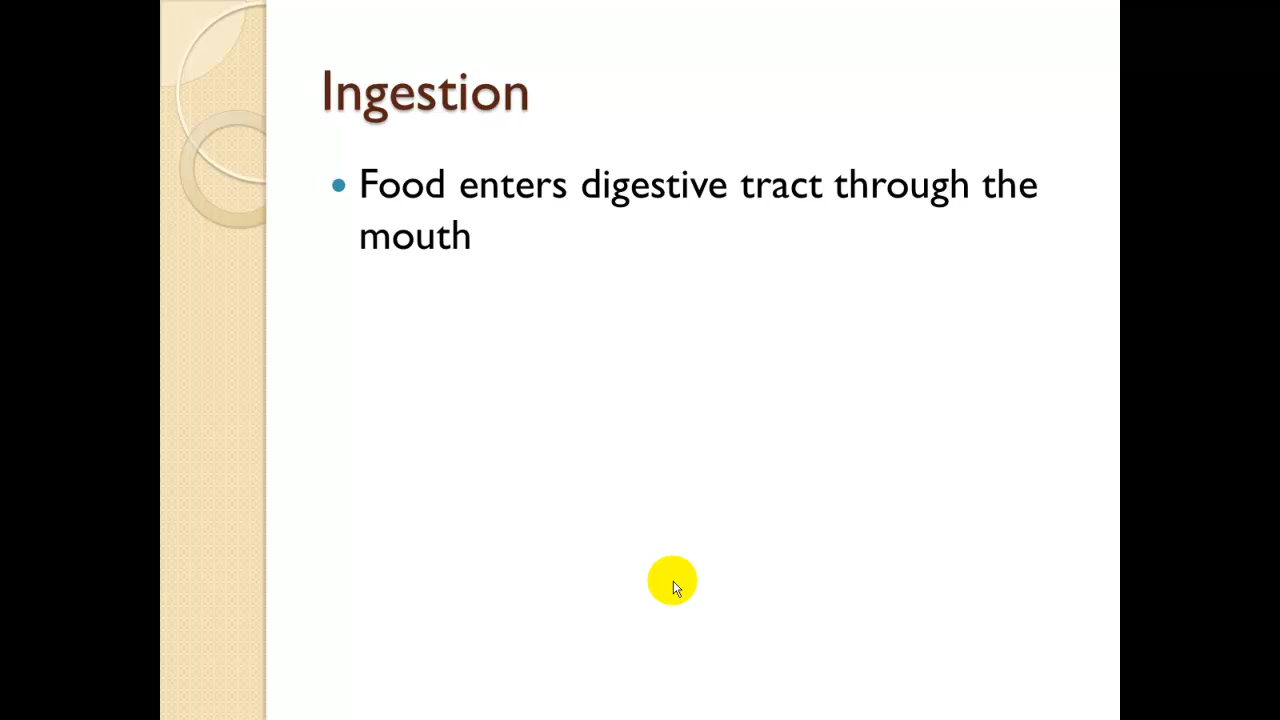 Ingestion
• Food enters digestive tract through the
mouth